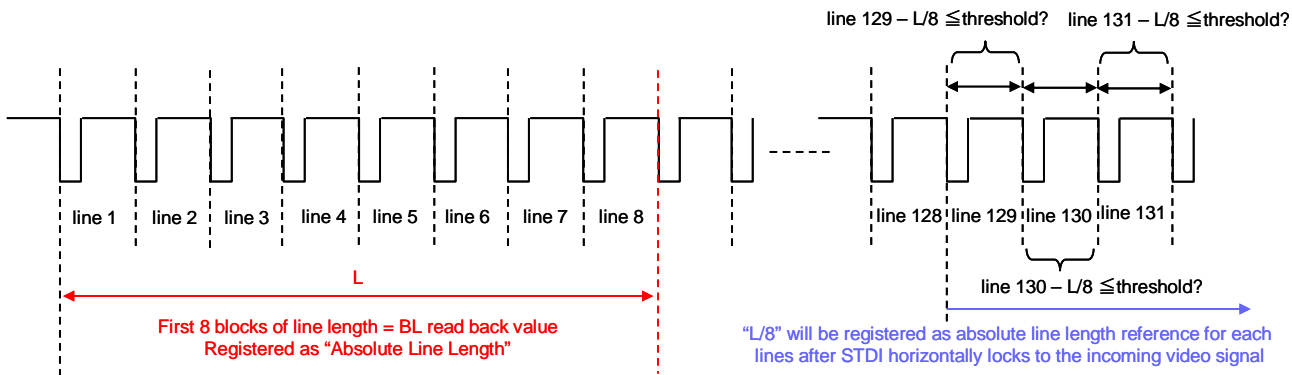 line 129 – L/8 ≦threshold?
line 131 – L/8 ≦threshold?
line 1
line 2
line 3
line 4
line 5
line 6
line 7
line 8
line 128
line 129
line 130
line 131
L
line 130 – L/8 ≦threshold?
First 8 blocks of line length = BL read back value
Registered as “Absolute Line Length”
“L/8” will be registered as absolute line length reference for each
lines after STDI horizontally locks to the incoming video signal